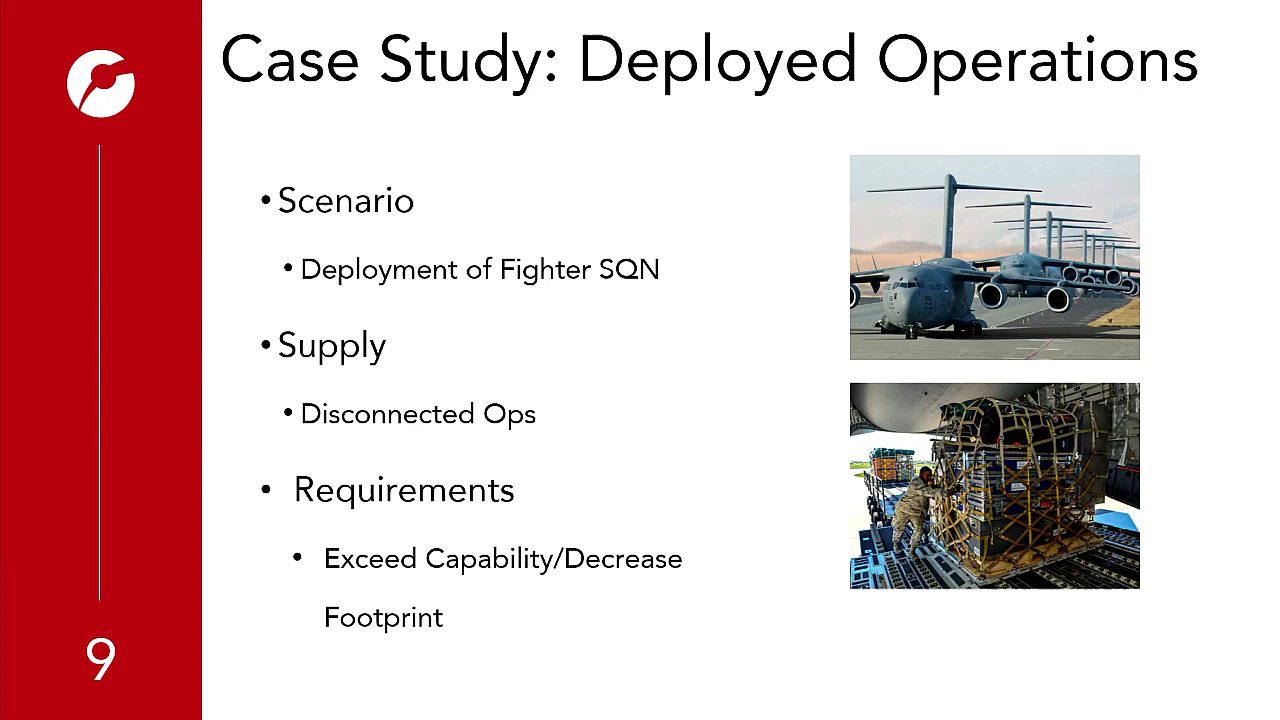 Case Study: Deployed Operations
• Scenario
• Deployment of Fighter SQN
• Supply
• Disconnected Ops
• Requirements
• Exceed Capability/Decrease
Footprint
9